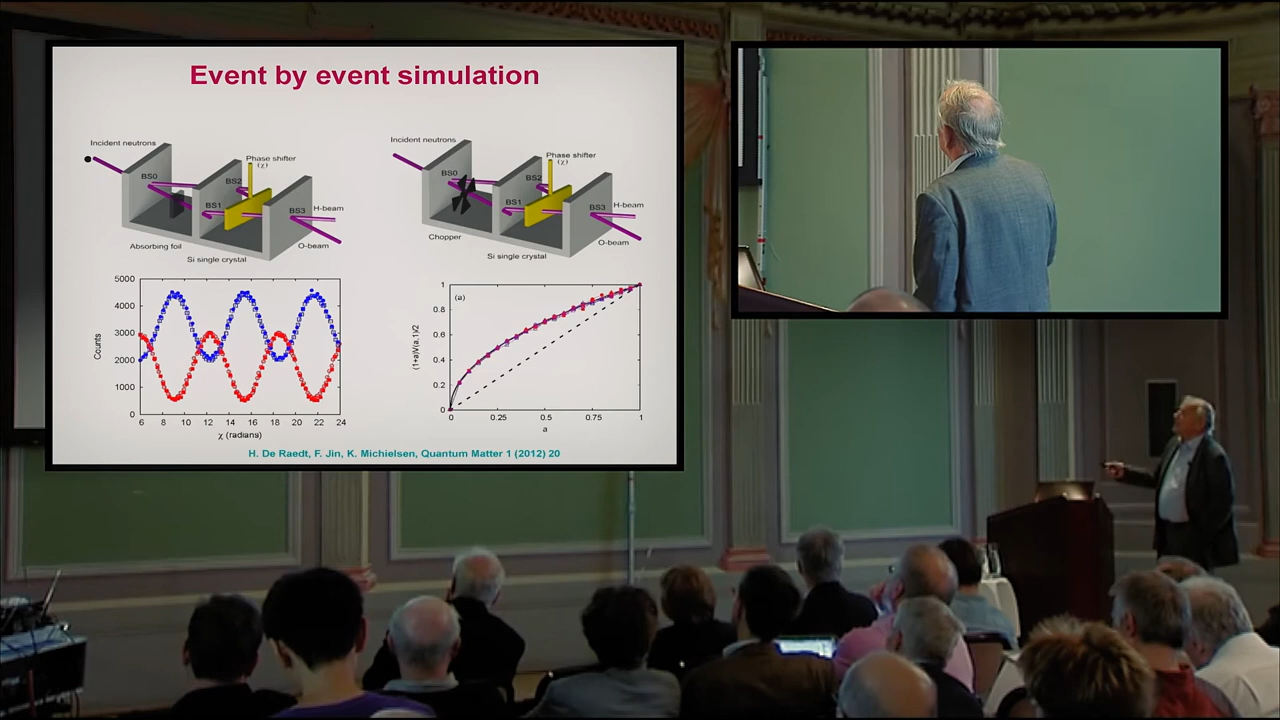 Event by event simulation
Incident neutrons
Phase shifter
(χ)
BS0
BS2
BS1
BS3
H-beam
O-beam
Absorbing foil
Si single crystal
Incident neutrons
Phase shifter
(χ)
BS0
BS2
BS1
BS3
H-beam
O-beam
Chopper
Si single crystal
5000
4000
3000
2000
1000
0
Counts
6 8 10 12 14 16 18 20 22 24
χ (radians)
(a)
1
0.8
0.6
0.4
0.2
0
(1+a)V(a,1)/2
0 0.25 0.5 0.75 1
a
H. De Raedt, F. Jin, K. Michielsen, Quantum Matter 1 (2012) 20